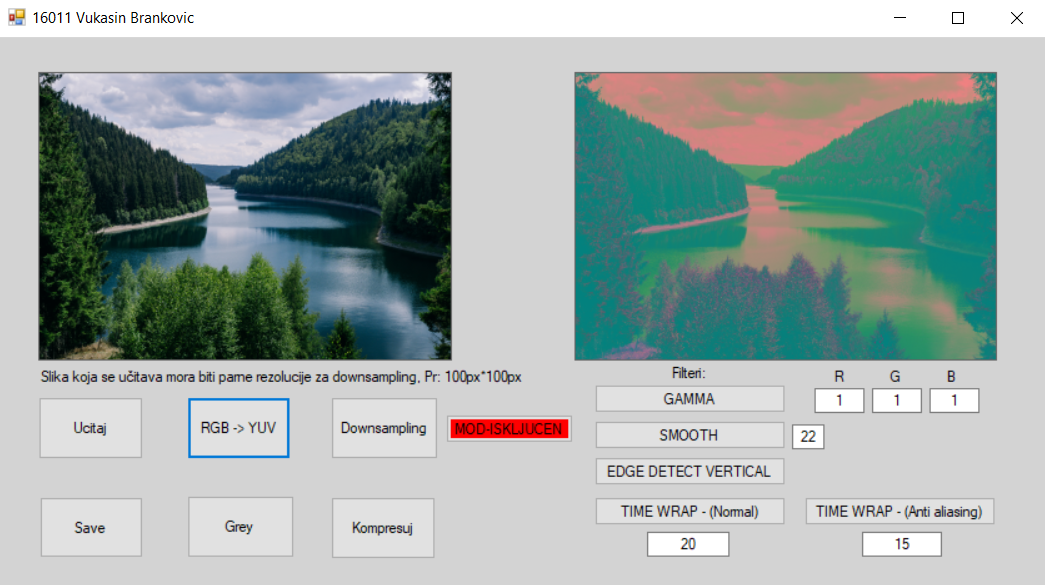 16011 Vukasin Brankovic
Slika koja se učitava mora biti parne rezolucije za downsampling, Pr: 100px*100px
Ucitaj
RGB -> YUV
Downsampling
MOD-ISKLJUCEN
Save
Grey
Kompresuj
Filteri:
R G B
GAMMA
1 1 1
SMOOTH
22
EDGE DETECT VERTICAL
TIME WRAP - (Normal)
TIME WRAP - (Anti aliasing)
20
15